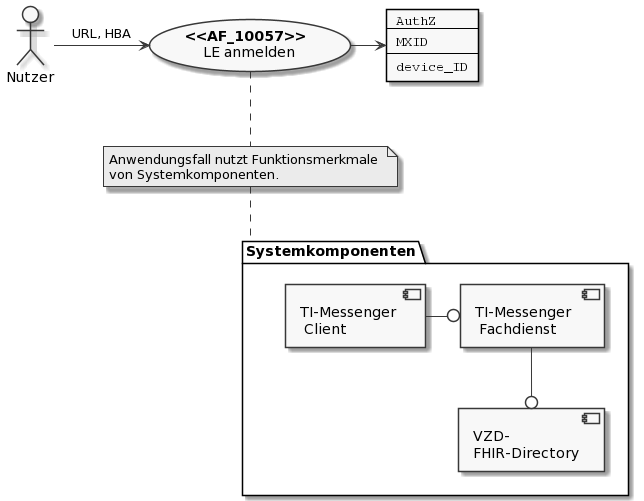 URL, HBA
Nutzer
<<AF_10057>>
LE anmelden
AuthZ
MXID
device_ID
Anwendungsfall nutzt Funktionsmerkmale
von Systemkomponenten.
Systemkomponenten
TI-Messenger
Client
TI-Messenger
Fachdienst
VZD-
FHIR-Directory